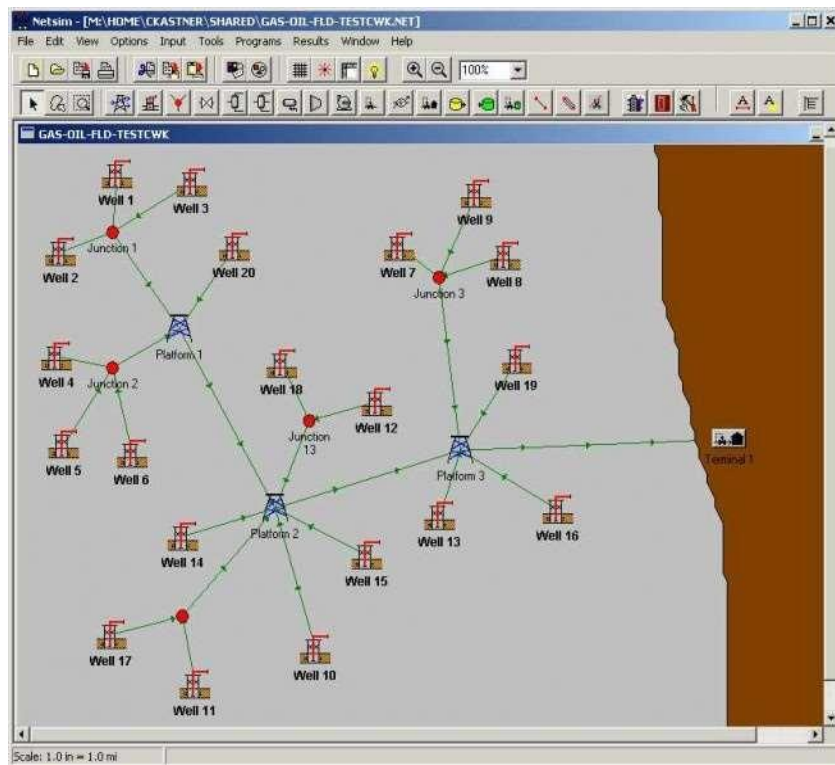 Netsim - [M:\HOME\CKASTNER\SHARED\GAS-OIL-FLD-TESTCWK.NET]
File Edit View Options Input Tools Programs Results Window Help
100%
GAS-OIL-FLD-TESTCWK
Well 1
Well 3
Well 9
Junction 1
Well 2
Well 20
Well 7
Well 8
Junction 3
Platform 1
Well 4
Junction 2
Well 18
Well 19
Well 12
Junction
13
Well 5
Well 6
Terminal 1
Platform 3
Platform 2
Well 13
Well 16
Well 14
Well 15
Well 17
Well 10
Well 11
Scale: 1.0 in = 1.0 mi